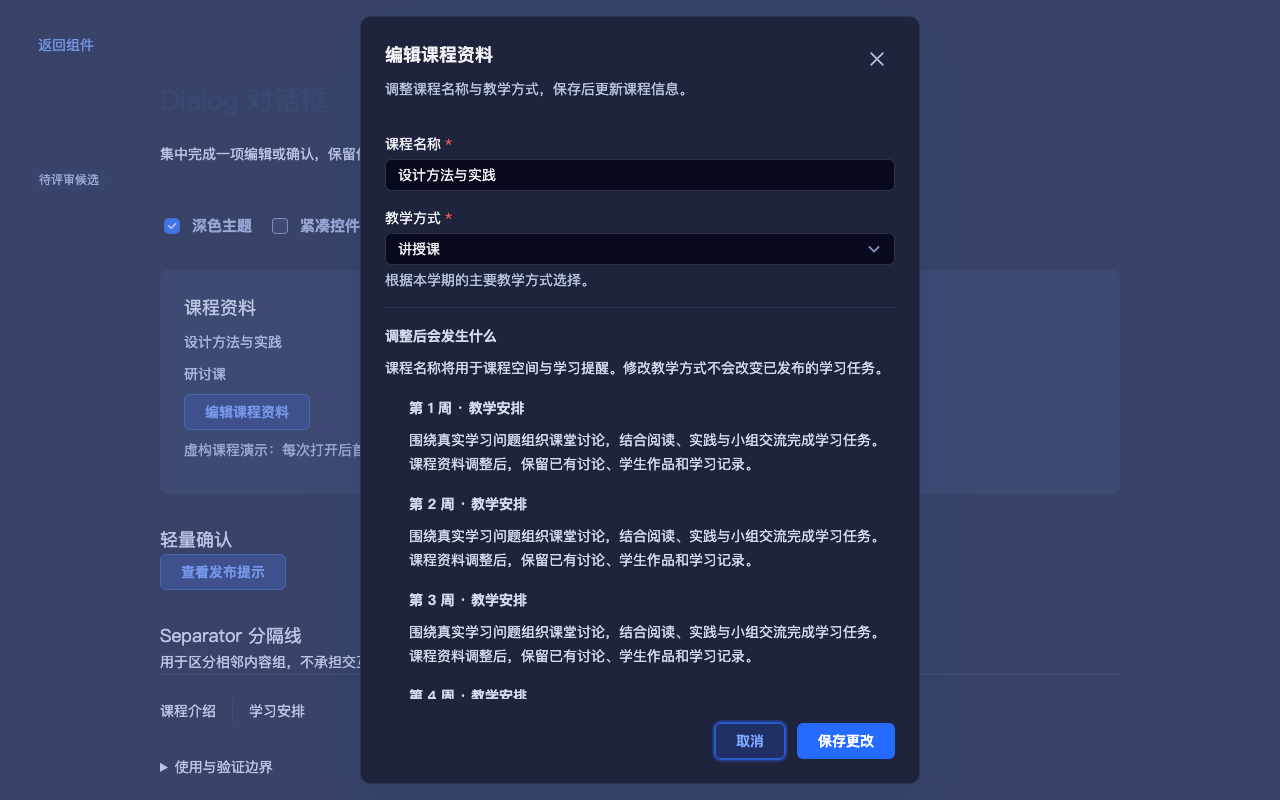 返回组件
Dialog 对话框
集中完成一项编辑或确认，保留
待评审候选
深色主题
紧凑控件
课程资料
设计方法与实践
研讨课
编辑课程资料
虚构课程演示：每次打开后
轻量确认
查看发布提示
Separator 分隔线
用于区分相邻内容组，不承担交
课程介绍
学习安排
使用与验证边界
编辑课程资料
调整课程名称与教学方式，保存后更新课程信息。
课程名称 *
设计方法与实践
教学方式 *
讲授课
根据本学期的主要教学方式选择。
调整后会发生什么
课程名称将用于课程空间与学习提醒。修改教学方式不会改变已发布的学习任务。
第 1 周 · 教学安排
围绕真实学习问题组织课堂讨论，结合阅读、实践与小组交流完成学习任务。
课程资料调整后，保留已有讨论、学生作品和学习记录。
第 2 周 · 教学安排
围绕真实学习问题组织课堂讨论，结合阅读、实践与小组交流完成学习任务。
课程资料调整后，保留已有讨论、学生作品和学习记录。
第 3 周 · 教学安排
围绕真实学习问题组织课堂讨论，结合阅读、实践与小组交流完成学习任务。
课程资料调整后，保留已有讨论、学生作品和学习记录。
第 4 周 · 教学安排
取消
保存更改